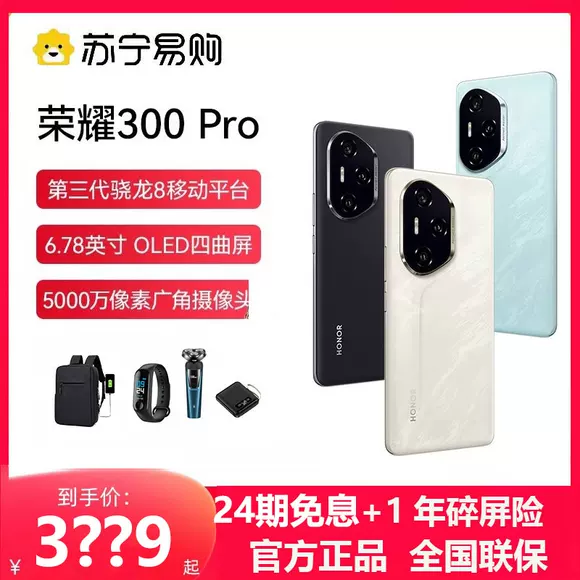 苏宁易购
荣耀300 Pro
第三代骁龙8移动平台
6.78英寸 OLED四曲屏
5000万像素广角摄像头
HONOR
HONOR
到手价：
¥ 3??9 起
24期免息+1 年碎屏险
官方正品 全国联保